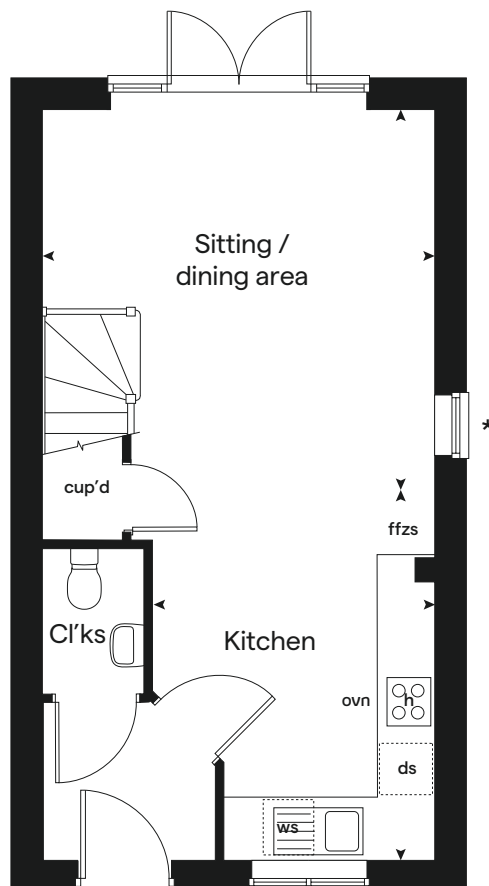 Sitting /
dining area
*
cup’d
ffzs
Cl’ks
Kitchen
ovn
h
ds
ws